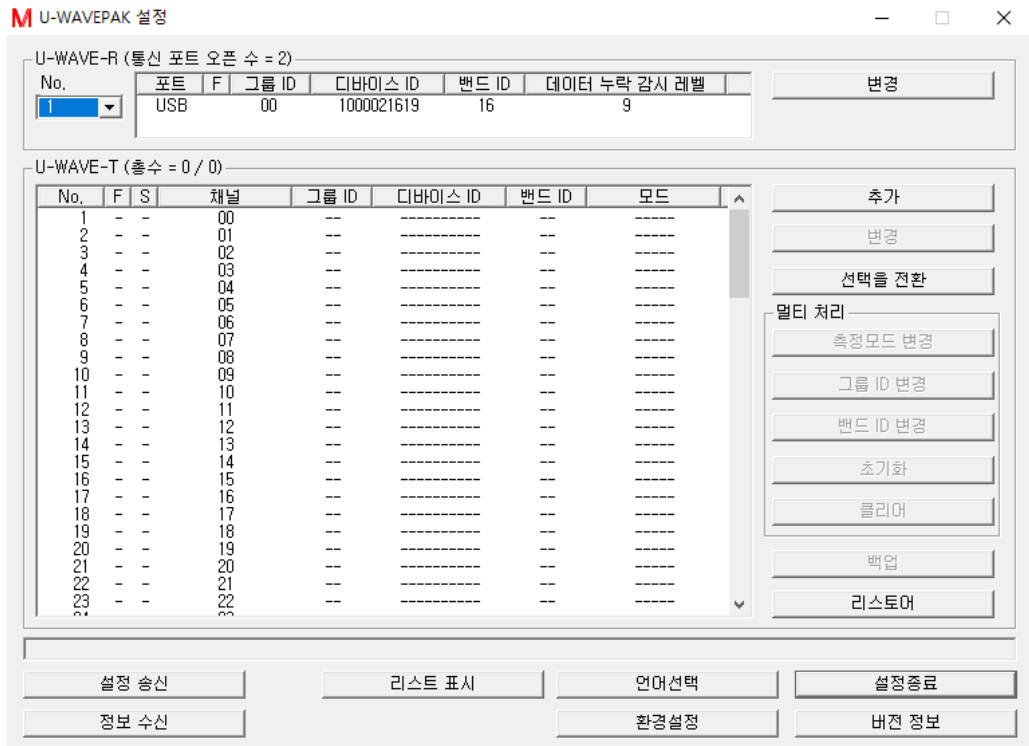 M U-WAVEPAK 설정
U-WAVE-R (통신 포트 오픈 수 = 2)
No. 포트 F 그룹 ID 디바이스 ID 밴드 ID 데이터 누락 감시 레벨 변경
1 USB 00 1000021619 16 9
U-WAVE-T (총수 = 0 / 0)
No. F S 채널 그룹 ID 디바이스 ID 밴드 ID 모드
1 - - 00 -- ---------- -- -----
2 - - 01 -- ---------- -- -----
3 - - 02 -- ---------- -- -----
4 - - 03 -- ---------- -- -----
5 - - 04 -- ---------- -- -----
6 - - 05 -- ---------- -- -----
7 - - 06 -- ---------- -- -----
8 - - 07 -- ---------- -- -----
9 - - 08 -- ---------- -- -----
10 - - 09 -- ---------- -- -----
11 - - 10 -- ---------- -- -----
12 - - 11 -- ---------- -- -----
13 - - 12 -- ---------- -- -----
14 - - 13 -- ---------- -- -----
15 - - 14 -- ---------- -- -----
16 - - 15 -- ---------- -- -----
17 - - 16 -- ---------- -- -----
18 - - 17 -- ---------- -- -----
19 - - 18 -- ---------- -- -----
20 - - 19 -- ---------- -- -----
21 - - 20 -- ---------- -- -----
22 - - 21 -- ---------- -- -----
23 - - 22 -- ---------- -- -----
추가
변경
선택을 전환
멀티 처리
측정모드 변경
그룹 ID 변경
밴드 ID 변경
초기화
클리어
백업
리스토어
설정 송신 리스트 표시 언어선택 설정종료
정보 수신 환경설정 버전 정보